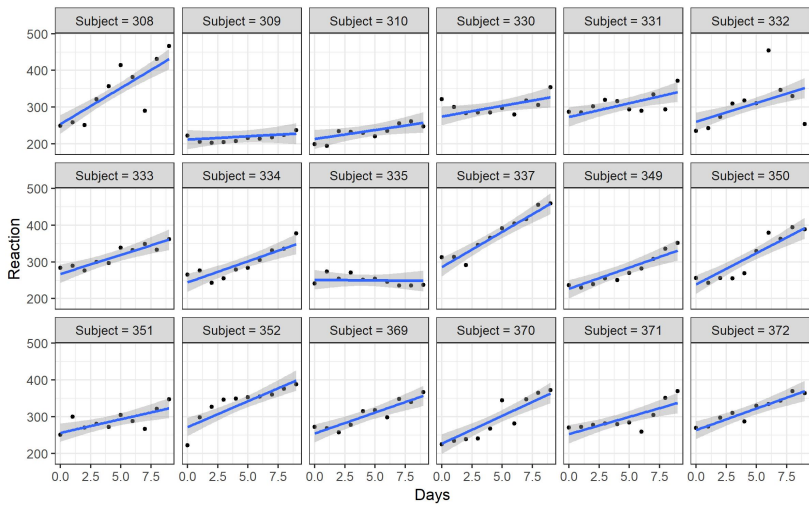 Subject = 308 Subject = 309 Subject = 310 Subject = 330 Subject = 331 Subject = 332
500
400
300
200
Subject = 333 Subject = 334 Subject = 335 Subject = 337 Subject = 349 Subject = 350
500
400
300
200
Reaction
Subject = 351 Subject = 352 Subject = 369 Subject = 370 Subject = 371 Subject = 372
500
400
300
200
0.0 2.5 5.0 7.5 0.0 2.5 5.0 7.5 0.0 2.5 5.0 7.5 0.0 2.5 5.0 7.5 0.0 2.5 5.0 7.5 0.0 2.5 5.0 7.5
Days